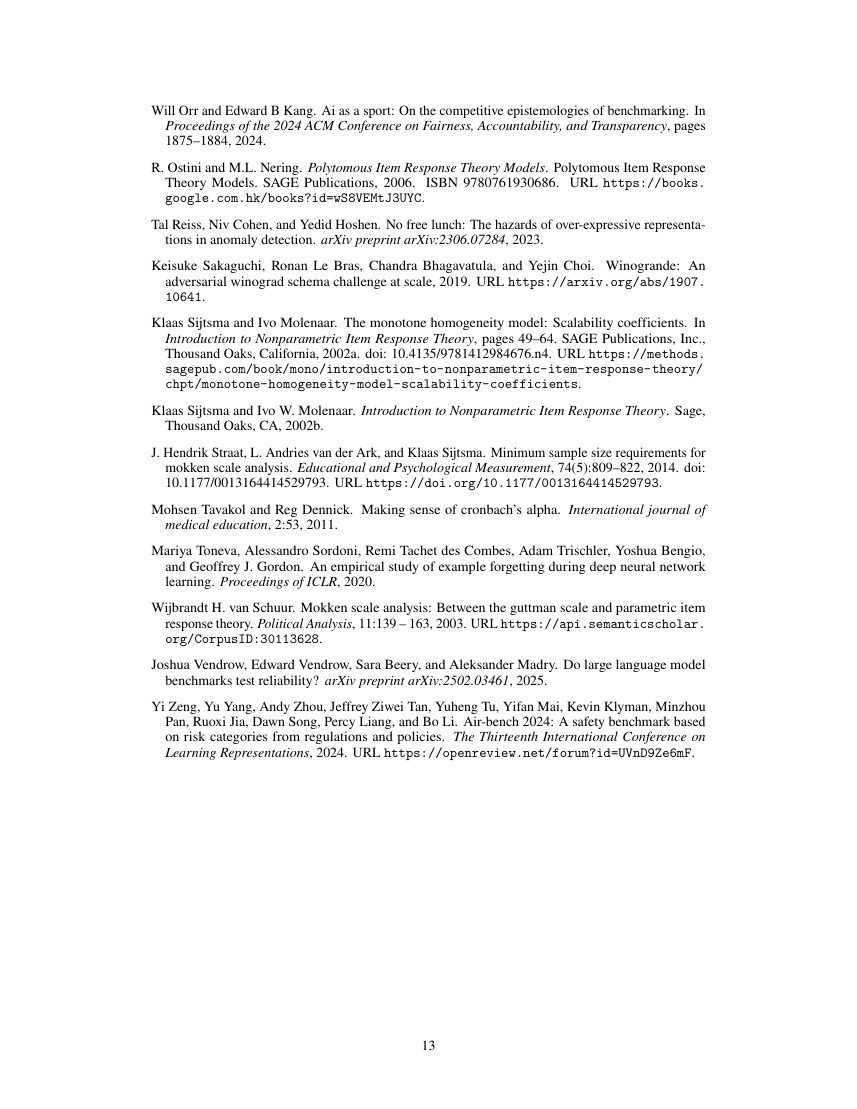 Will Orr and Edward B Kang. Ai as a sport: On the competitive epistemologies of benchmarking. In
Proceedings of the 2024 ACM Conference on Fairness, Accountability, and Transparency, pages
1875–1884, 2024.
R. Ostini and M.L. Nering. Polytomous Item Response Theory Models. Polytomous Item Response
Theory Models. SAGE Publications, 2006. ISBN 9780761930686. URL https://books.
google.com.hk/books?id=wS8VEMtJ3UYC.
Tal Reiss, Niv Cohen, and Yedid Hoshen. No free lunch: The hazards of over-expressive representa-
tions in anomaly detection. arXiv preprint arXiv:2306.07284, 2023.
Keisuke Sakaguchi, Ronan Le Bras, Chandra Bhagavatula, and Yejin Choi. Winogrande: An
adversarial winograd schema challenge at scale, 2019. URL https://arxiv.org/abs/1907.
10641.
Klaas Sijtsma and Ivo Molenaar. The monotone homogeneity model: Scalability coefficients. In
Introduction to Nonparametric Item Response Theory, pages 49–64. SAGE Publications, Inc.,
Thousand Oaks, California, 2002a. doi: 10.4135/9781412984676.n4. URL https://methods.
sagepub.com/book/mono/introduction-to-nonparametric-item-response-theory/
chpt/monotone-homogeneity-model-scalability-coefficients.
Klaas Sijtsma and Ivo W. Molenaar. Introduction to Nonparametric Item Response Theory. Sage,
Thousand Oaks, CA, 2002b.
J. Hendrik Straat, L. Andries van der Ark, and Klaas Sijtsma. Minimum sample size requirements for
mokken scale analysis. Educational and Psychological Measurement, 74(5):809–822, 2014. doi:
10.1177/0013164414529793. URL https://doi.org/10.1177/0013164414529793.
Mohsen Tavakol and Reg Dennick. Making sense of cronbach's alpha. International journal of
medical education, 2:53, 2011.
Mariya Toneva, Alessandro Sordoni, Remi Tachet des Combes, Adam Trischler, Yoshua Bengio,
and Geoffrey J. Gordon. An empirical study of example forgetting during deep neural network
learning. Proceedings of ICLR, 2020.
Wijbrandt H. van Schuur. Mokken scale analysis: Between the guttman scale and parametric item
response theory. Political Analysis, 11:139 – 163, 2003. URL https://api.semanticscholar.
org/CorpusID:30113628.
Joshua Vendrow, Edward Vendrow, Sara Beery, and Aleksander Madry. Do large language model
benchmarks test reliability? arXiv preprint arXiv:2502.03461, 2025.
Yi Zeng, Yu Yang, Andy Zhou, Jeffrey Ziwei Tan, Yuheng Tu, Yifan Mai, Kevin Klyman, Minzhou
Pan, Ruoxi Jia, Dawn Song, Percy Liang, and Bo Li. Air-bench 2024: A safety benchmark based
on risk categories from regulations and policies. The Thirteenth International Conference on
Learning Representations, 2024. URL https://openreview.net/forum?id=UVnD9Ze6mF.
13